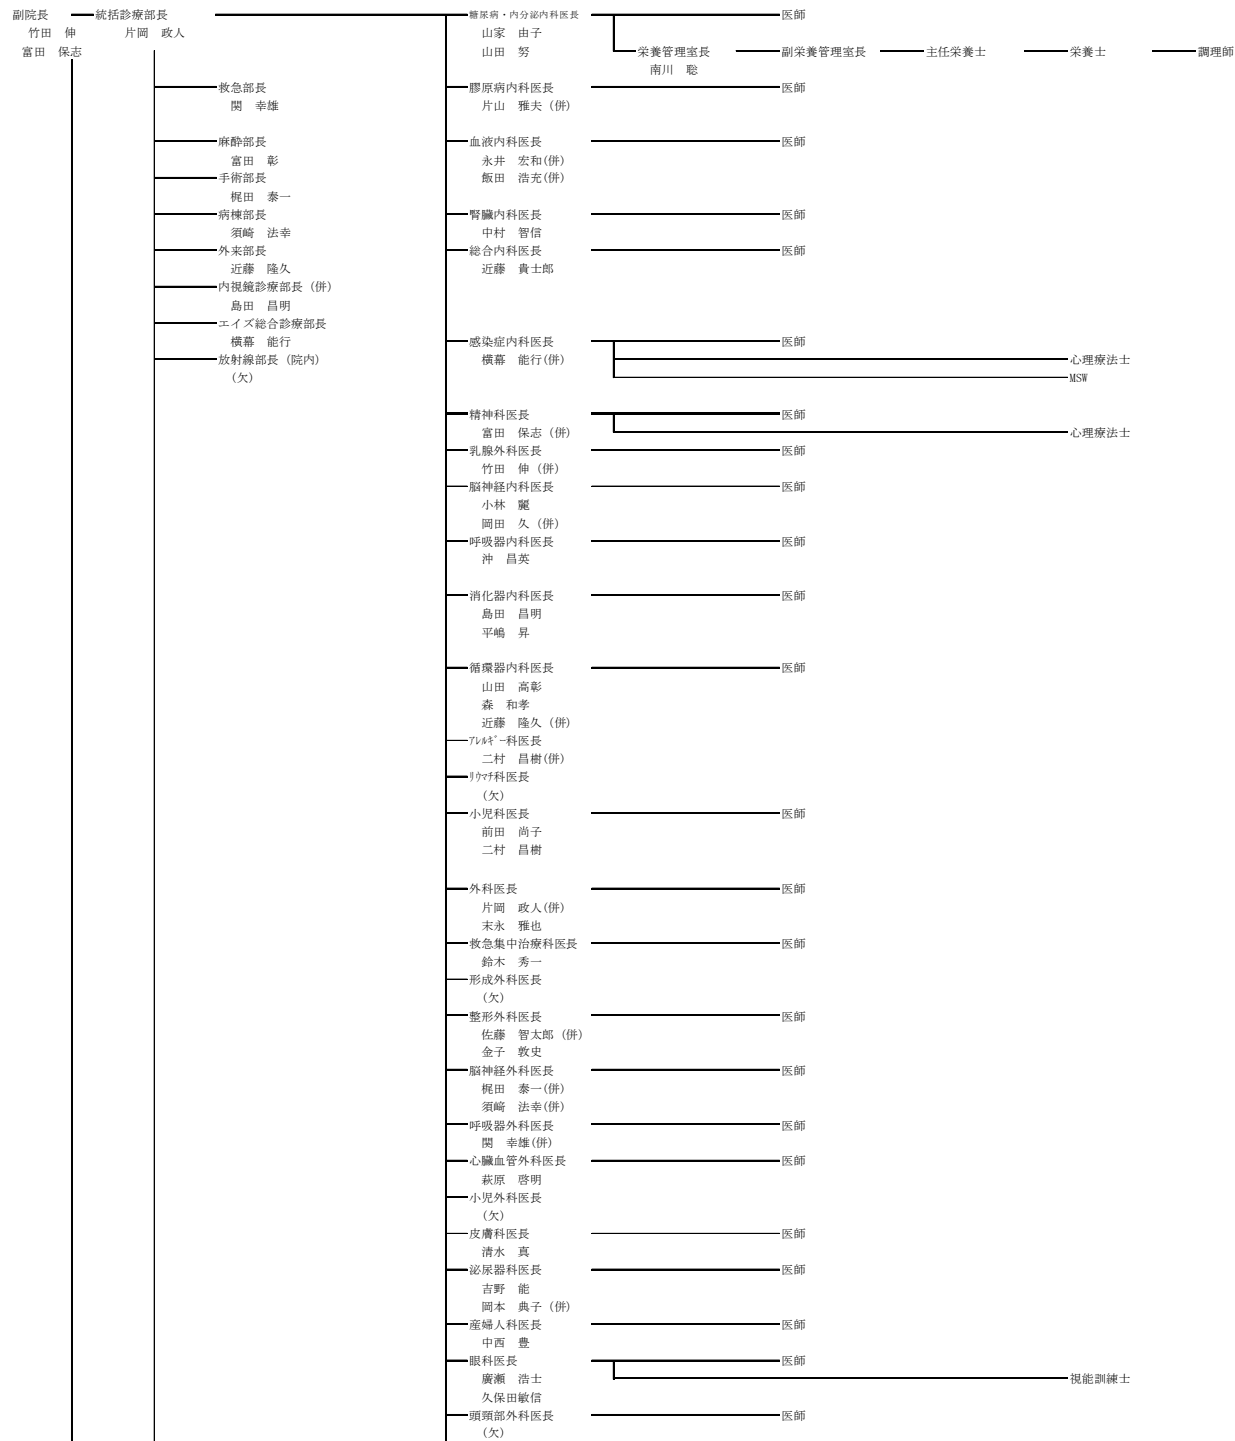 副院長 統括診療部長 糖尿病・内分泌内科医長 医師
竹田 伸 片岡 政人 山家 由子
富田 保志 山田 努 栄養管理室長 副栄養管理室長 主任栄養士 栄養士 調理師
南川 聡
救急部長 膠原病内科医長 医師
関 幸雄 片山 雅夫(併)
麻酔部長 血液内科医長 医師
富田 彰 永井 宏和(併)
手術部長 飯田 浩充(併)
梶田 泰一
病棟部長 腎臓内科医長 医師
須崎 法幸 中村 智信
外来部長 総合内科医長 医師
近藤 隆久 近藤 貴士郎
内視鏡診療部長(併)
島田 昌明
エイズ総合診療部長
横幕 能行 感染症内科医長 医師
放射線部長(院内) 横幕 能行(併) 心理療法士
(欠) MSW
精神科医長 医師
富田 保志(併) 心理療法士
乳腺外科医長 医師
竹田 伸(併)
脳神経内科医長 医師
小林 麗
岡田 久(併)
呼吸器内科医長 医師
沖 昌英
消化器内科医長 医師
島田 昌明
平嶋 昇
循環器内科医長 医師
山田 高彰
森 和孝
近藤 隆久(併)
アレルギー科医長
二村 昌樹(併)
リウマチ科医長
(欠)
小児科医長 医師
前田 尚子
二村 昌樹
外科医長 医師
片岡 政人(併)
末永 雅也
救急集中治療科医長 医師
鈴木 秀一
形成外科医長
(欠)
整形外科医長 医師
佐藤 智太郎(併)
金子 敦史
脳神経外科医長 医師
梶田 泰一(併)
須崎 法幸(併)
呼吸器外科医長 医師
関 幸雄(併)
心臓血管外科医長 医師
萩原 啓明
小児外科医長
(欠)
皮膚科医長 医師
清水 真
泌尿器科医長 医師
吉野 能
岡本 典子(併)
産婦人科医長 医師
中西 豊
眼科医長 医師
廣瀬 浩士 視能訓練士
久保田敏信
頭頸部外科医長 医師
(欠)